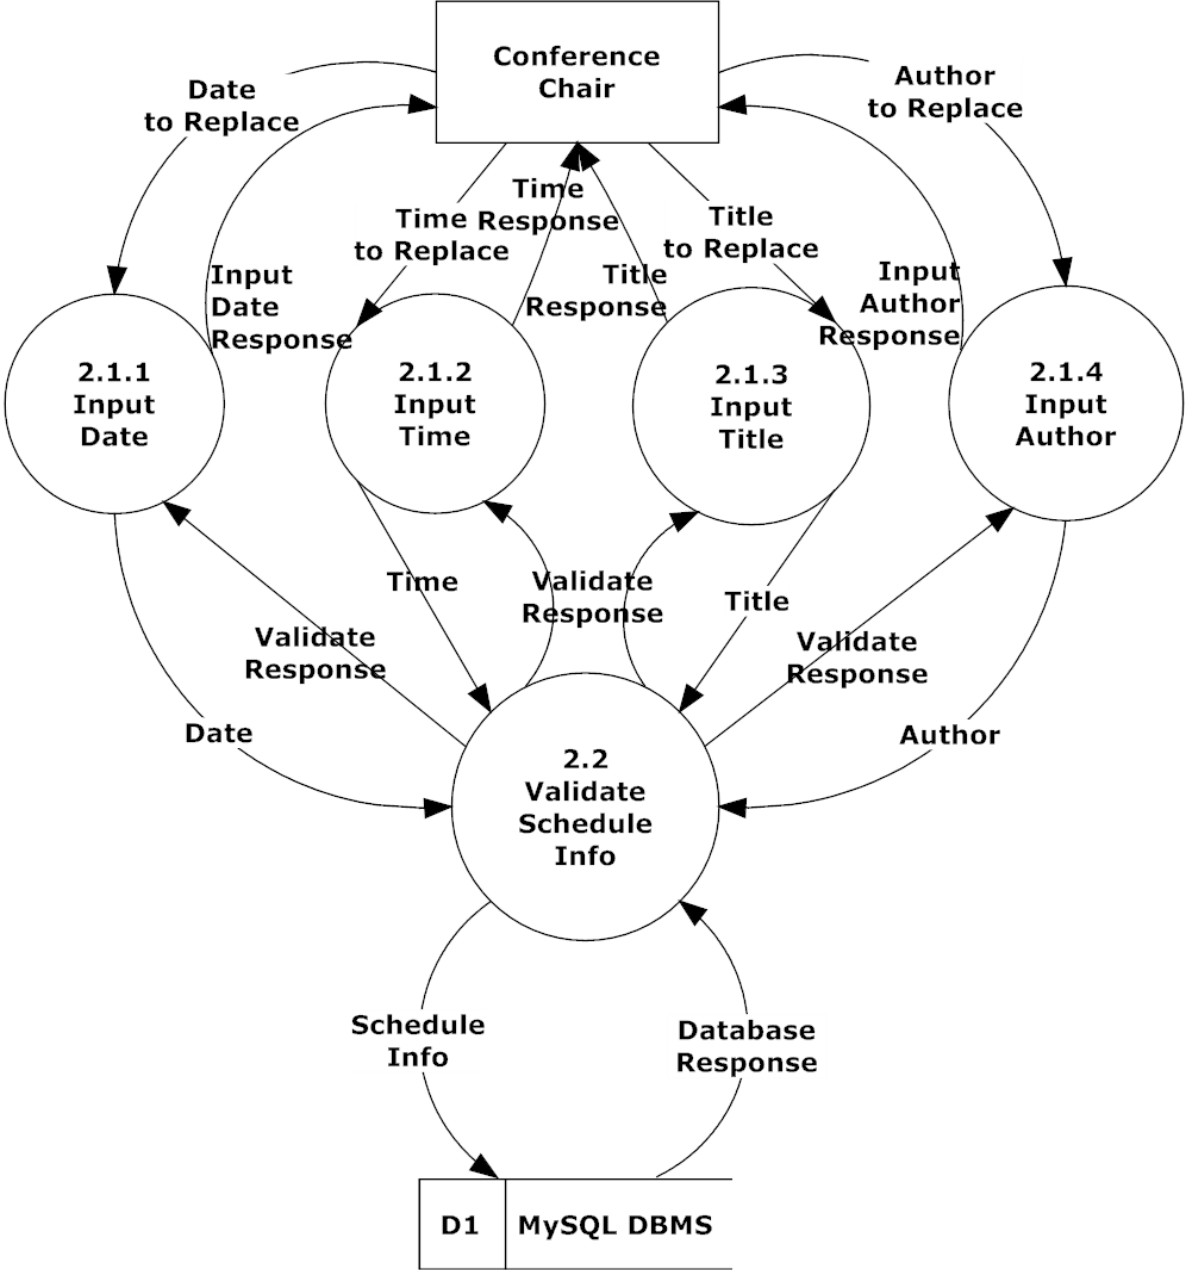 Conference
Chair
Date
to Replace
Author
to Replace
Time
Response
Time
to Replace
Title
to Replace
Title
Response
Input
Date
Response
Input
Author
Response
2.1.1
Input
Date
2.1.2
Input
Time
2.1.3
Input
Title
2.1.4
Input
Author
Time
Validate
Response
Title
Validate
Response
Validate
Response
Date
Author
2.2
Validate
Schedule
Info
Schedule
Info
Database
Response
D1
MySQL DBMS